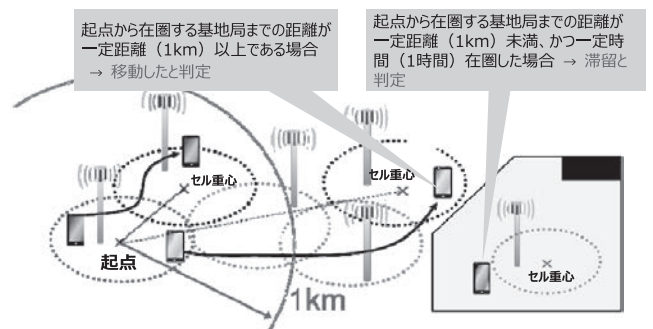 起点から在圏する基地局までの距離が
一定距離（1km）以上である場合
→ 移動したと判定
起点から在圏する基地局までの距離が
一定距離（1km）未満、かつ一定時
間（1時間）在圏した場合 → 滞留と
判定
セル重心
セル重心
起点
1km
セル重心